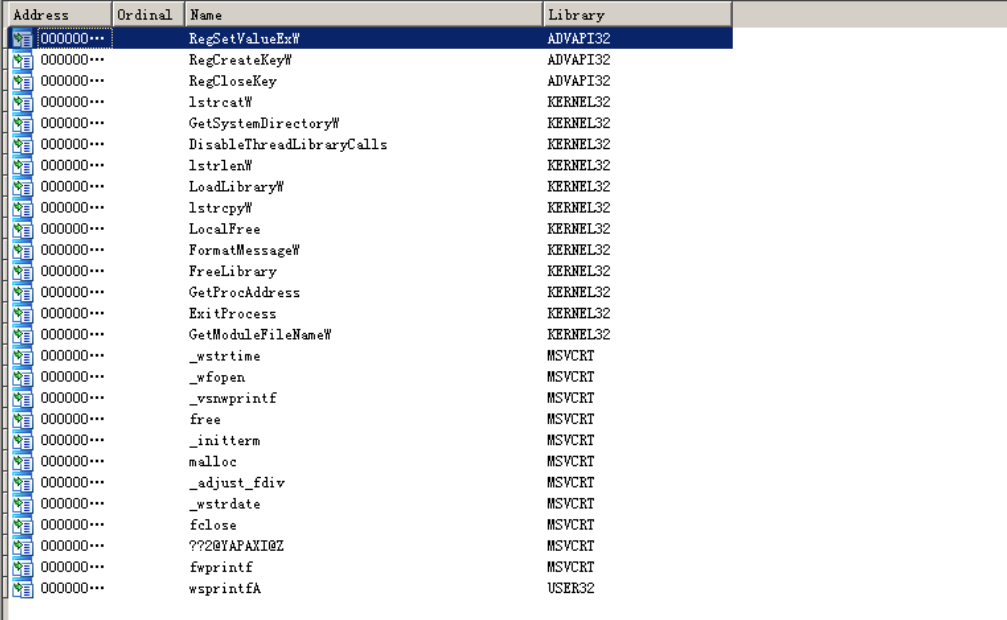 Address Ordinal Name Library
000000··· RegSetValueExW ADVAPI32
000000··· RegCreateKeyW ADVAPI32
000000··· RegCloseKey ADVAPI32
000000··· lstrcatW KERNEL32
000000··· GetSystemDirectoryW KERNEL32
000000··· DisableThreadLibraryCalls KERNEL32
000000··· lstrlenW KERNEL32
000000··· LoadLibraryW KERNEL32
000000··· lstrcpyW KERNEL32
000000··· LocalFree KERNEL32
000000··· FormatMessageW KERNEL32
000000··· FreeLibrary KERNEL32
000000··· GetProcAddress KERNEL32
000000··· ExitProcess KERNEL32
000000··· GetModuleFileNameW KERNEL32
000000··· _wstrtime MSVCRT
000000··· _wfopen MSVCRT
000000··· _vsnwprintf MSVCRT
000000··· free MSVCRT
000000··· _initterm MSVCRT
000000··· malloc MSVCRT
000000··· _adjust_fdiv MSVCRT
000000··· _wstrdate MSVCRT
000000··· fclose MSVCRT
000000··· ??2@YAPAXI@Z MSVCRT
000000··· fwprintf MSVCRT
000000··· wsprintfA USER32